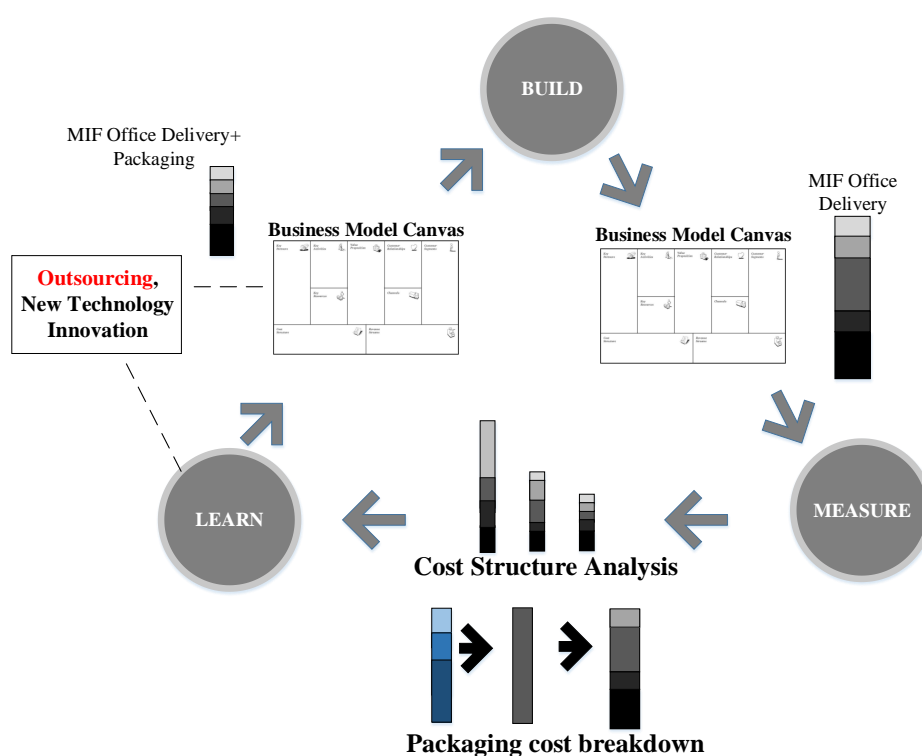 BUILD
MIF Office Delivery+
Packaging
MIF Office
Delivery
Business Model Canvas
Business Model Canvas
Outsourcing,
New Technology
Innovation
LEARN
MEASURE
Cost Structure Analysis
Packaging cost breakdown